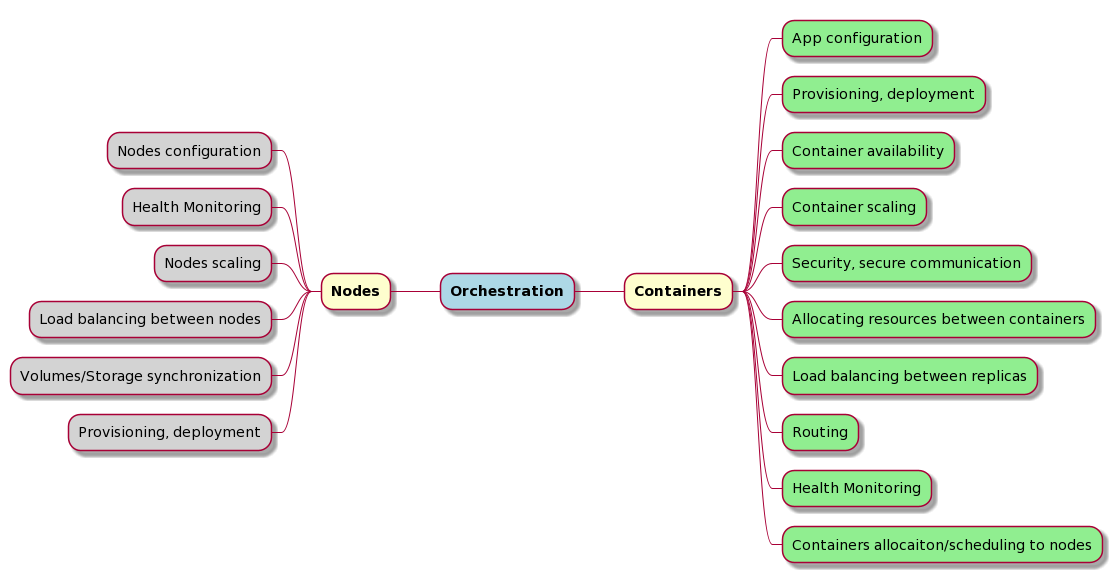 Orchestration
Containers
App configuration
Provisioning, deployment
Container availability
Container scaling
Security, secure communication
Allocating resources between containers
Load balancing between replicas
Routing
Health Monitoring
Containers allocaiton/scheduling to nodes
Nodes
Nodes configuration
Health Monitoring
Nodes scaling
Load balancing between nodes
Volumes/Storage synchronization
Provisioning, deployment